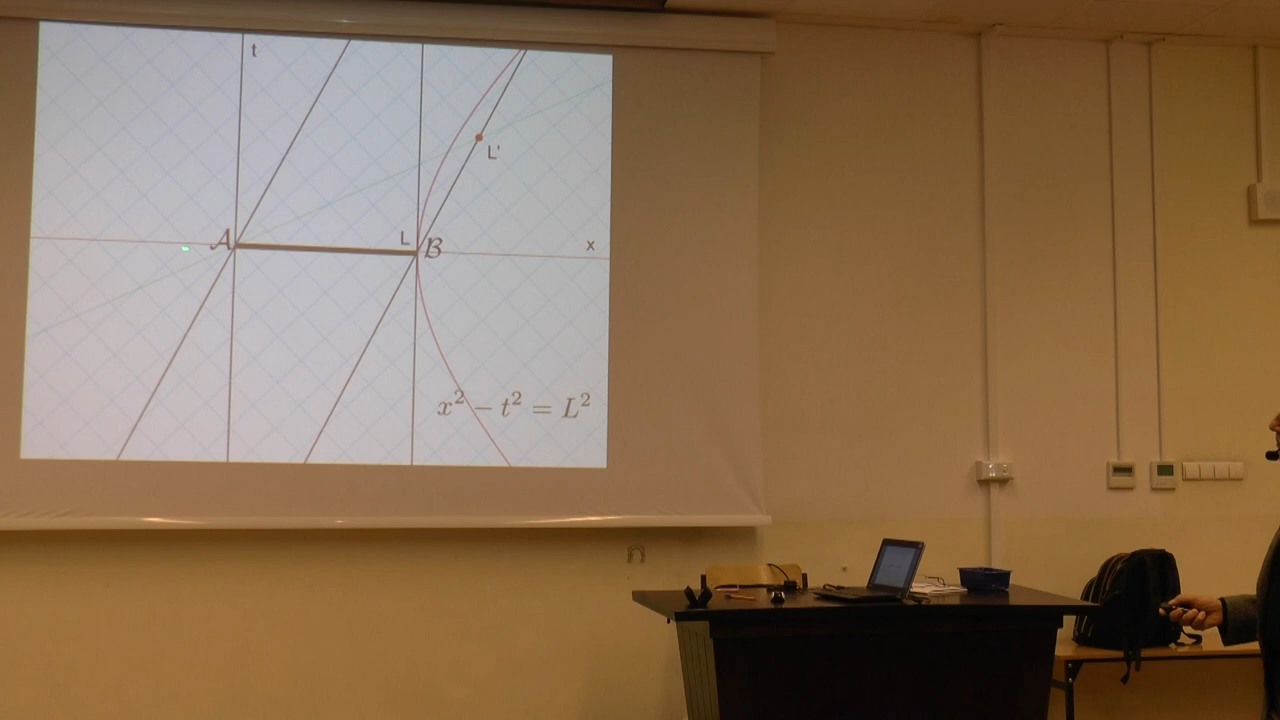 t
L'
A L B x
x² − t² = L²